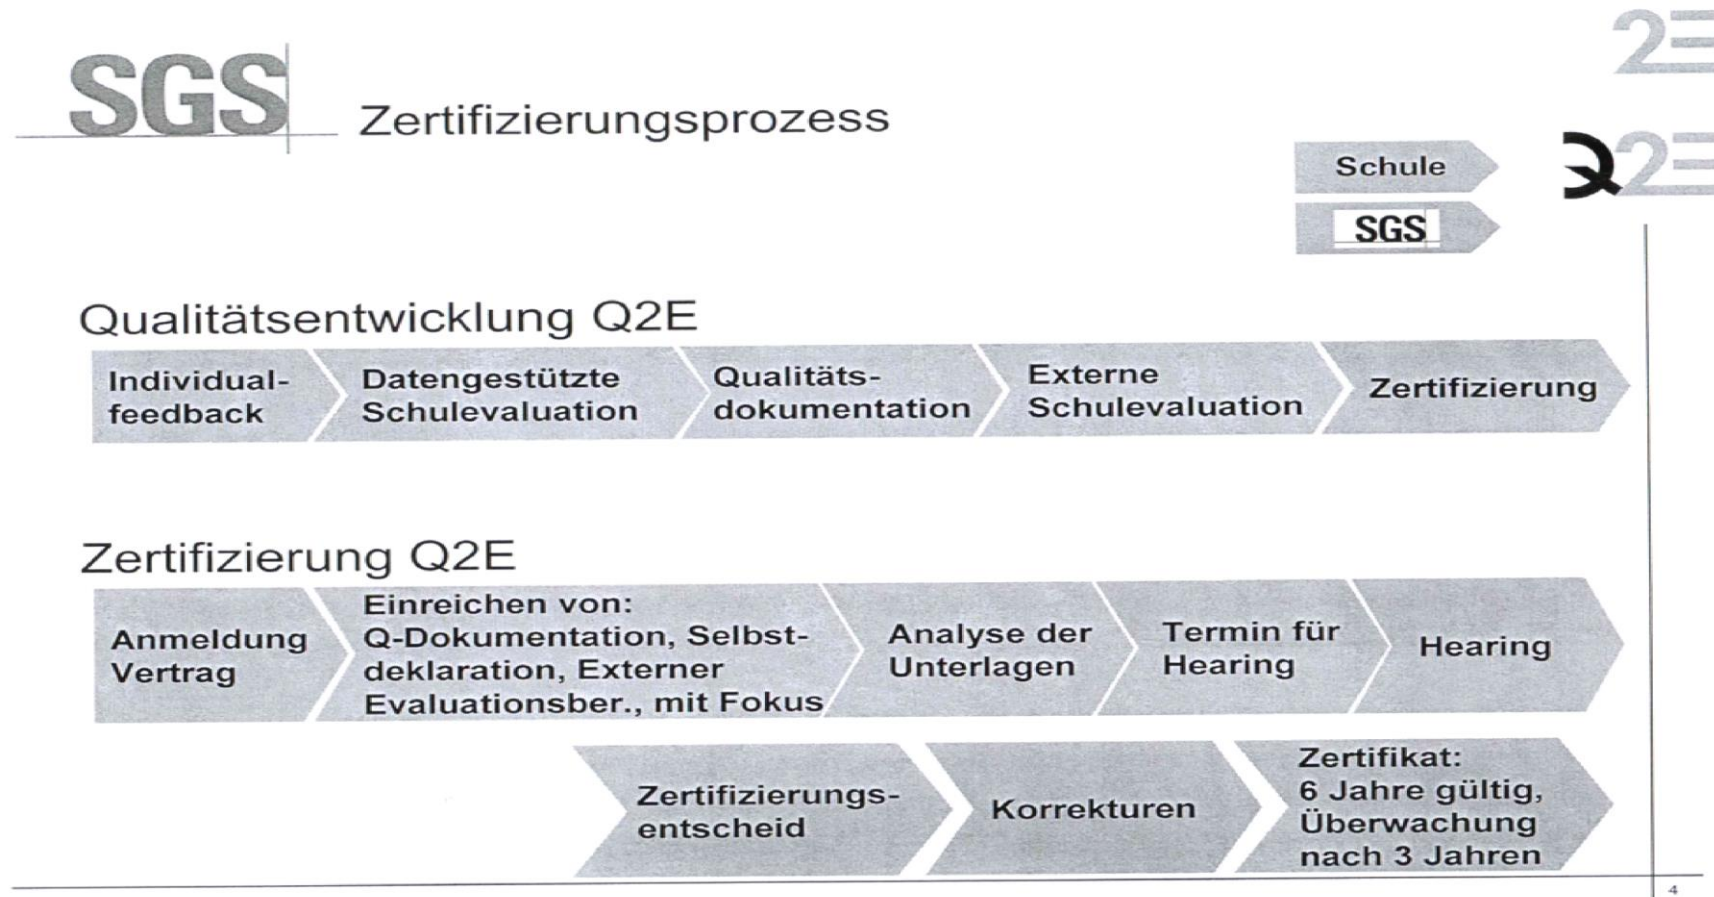 2E
SGS
Zertifizierungsprozess
Schule
Q2E
SGS
Qualitätsentwicklung Q2E
Individual-
feedback
Datengestützte
Schulevaluation
Qualitäts-
dokumentation
Externe
Schulevaluation
Zertifizierung
Zertifizierung Q2E
Anmeldung
Vertrag
Einreichen von:
Q-Dokumentation, Selbst-
deklaration, Externer
Evaluationsber., mit Fokus
Analyse der
Unterlagen
Termin für
Hearing
Hearing
Zertifizierungs-
entscheid
Korrekturen
Zertifikat:
6 Jahre gültig,
Überwachung
nach 3 Jahren
4